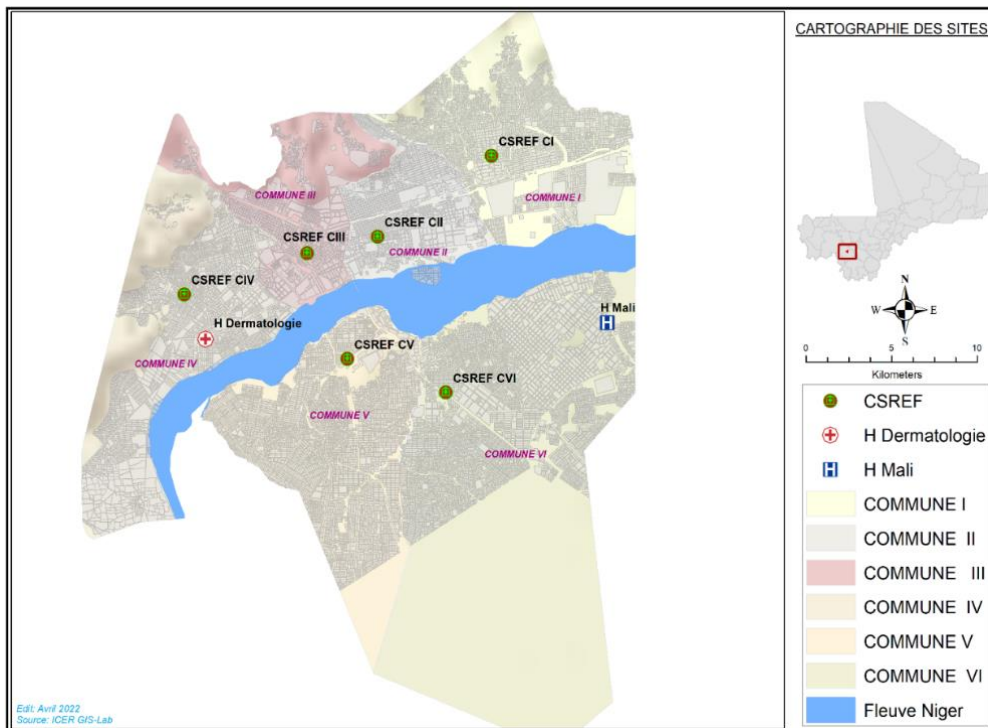 CARTOGRAPHIE DES SITES
CSREF CI
COMMUNE III
COMMUNE I
CSREF CII
CSREF CIII
COMMUNE II
CSREF CIV
H Mali
H Dermatologie
CSREF CV
COMMUNE IV
CSREF CVI
COMMUNE V
COMMUNE VI
N
W E
S
0 5 10
Kilometers
CSREF
H Dermatologie
H Mali
COMMUNE I
COMMUNE II
COMMUNE III
COMMUNE IV
COMMUNE V
COMMUNE VI
Fleuve Niger
Edit: Avril 2022
Source: ICER GIS-Lab